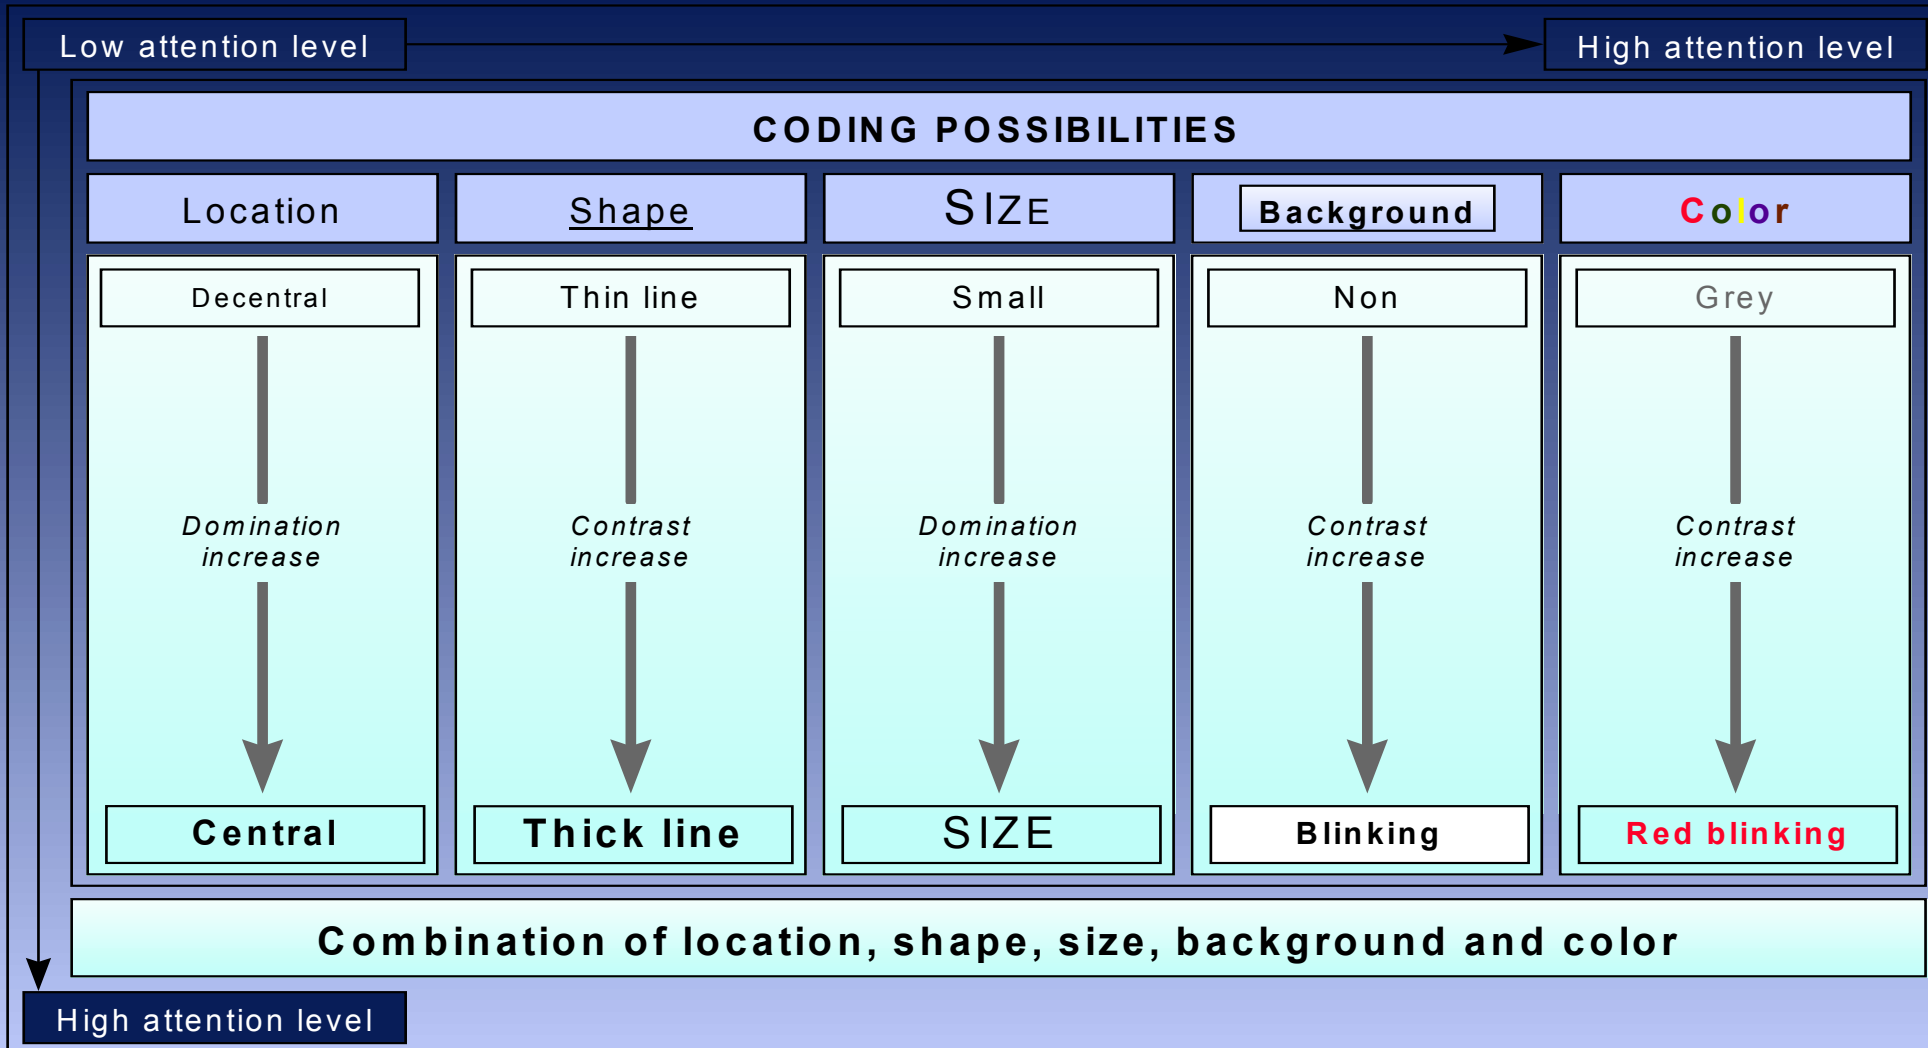 Low attention level
High attention level
CODING POSSIBILITIES
Location
Shape
SIZE
Background
Color
Decentral
Thin line
Small
Non
Grey
Domination
increase
Contrast
increase
Domination
increase
Contrast
increase
Contrast
increase
Central
Thick line
SIZE
Blinking
Red blinking
Combination of location, shape, size, background and color
High attention level